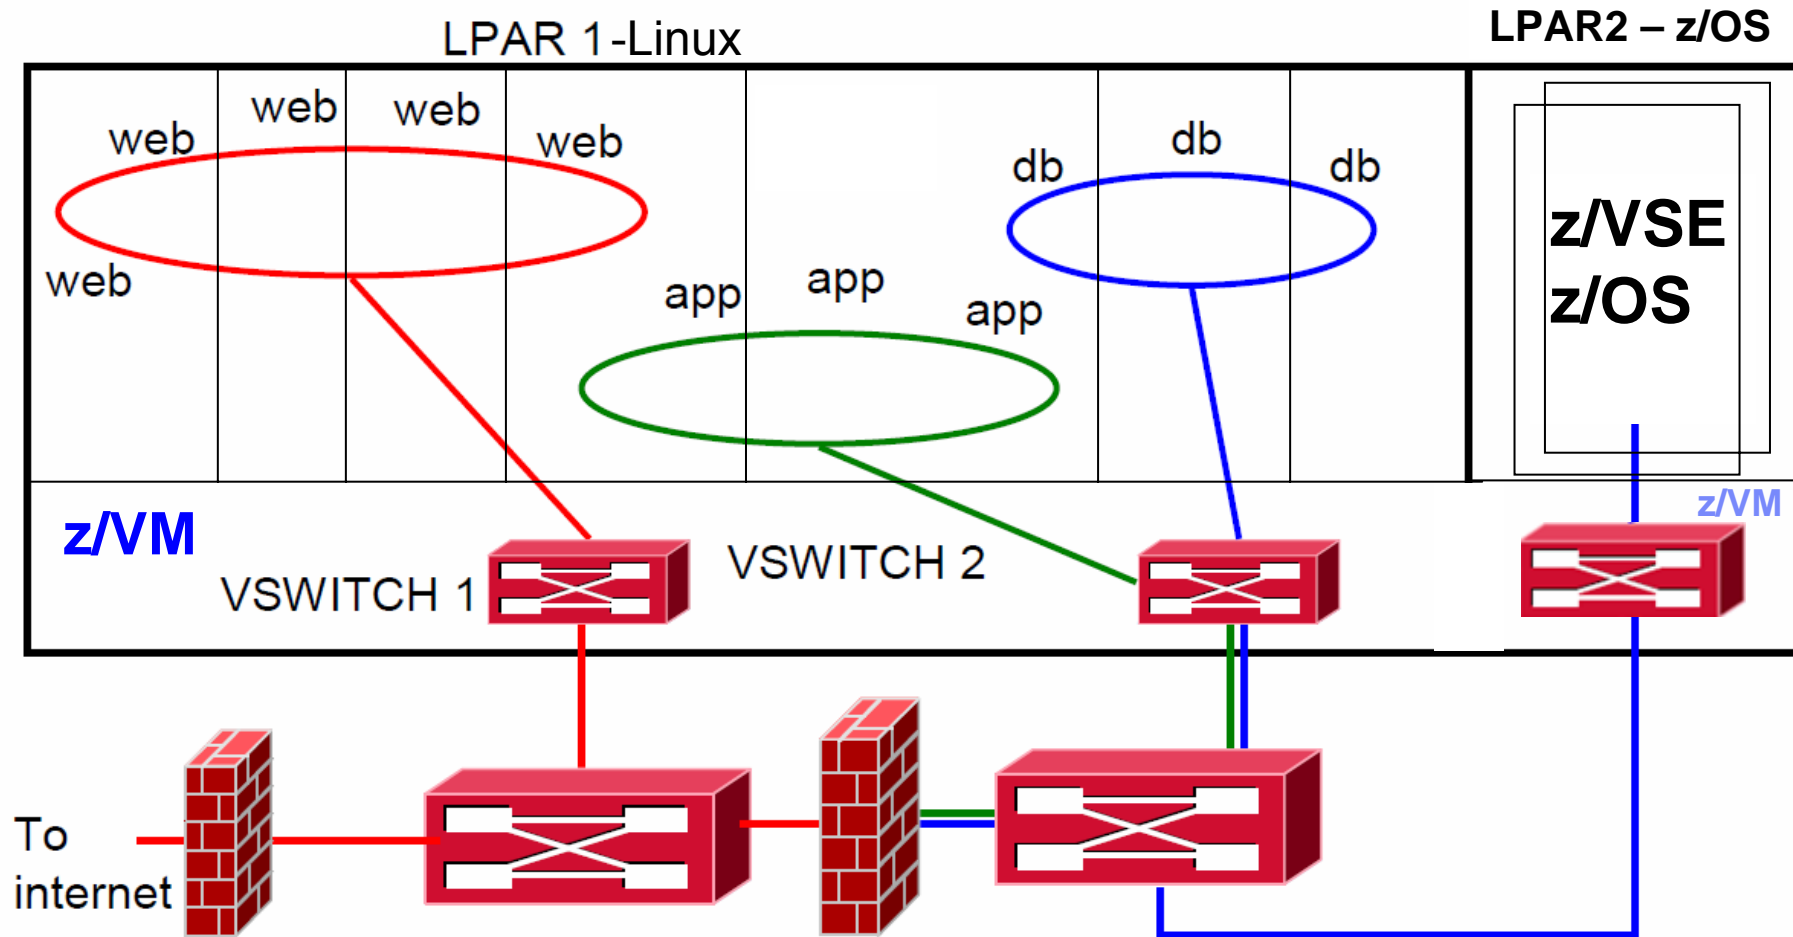 LPAR 1-Linux
LPAR2 – z/OS
web
web
web
web
web
app
app
app
db
db
db
z/VSE
z/OS
z/VM
VSWITCH 1
VSWITCH 2
z/VM
To
internet